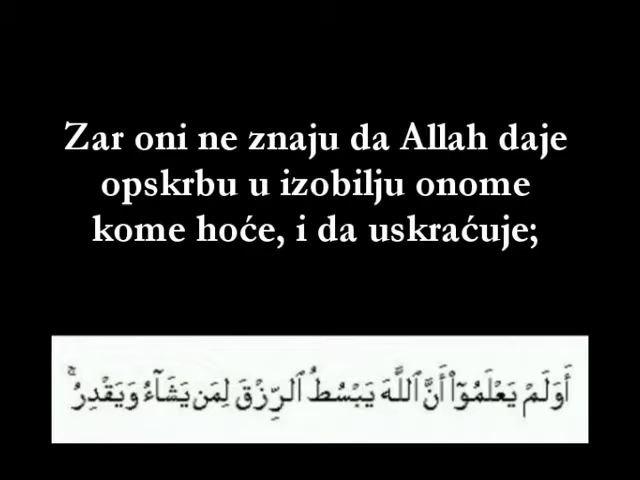 Zar oni ne znaju da Allah daje
opskrbu u izobilju onome
kome hoće, i da uskraćuje;
أَوَلَمْ يَعْلَمُوٓا۟ أَنَّ ٱللَّهَ يَبْسُطُ ٱلرِّزْقَ لِمَن يَشَآءُ وَيَقْدِرُ ۚ